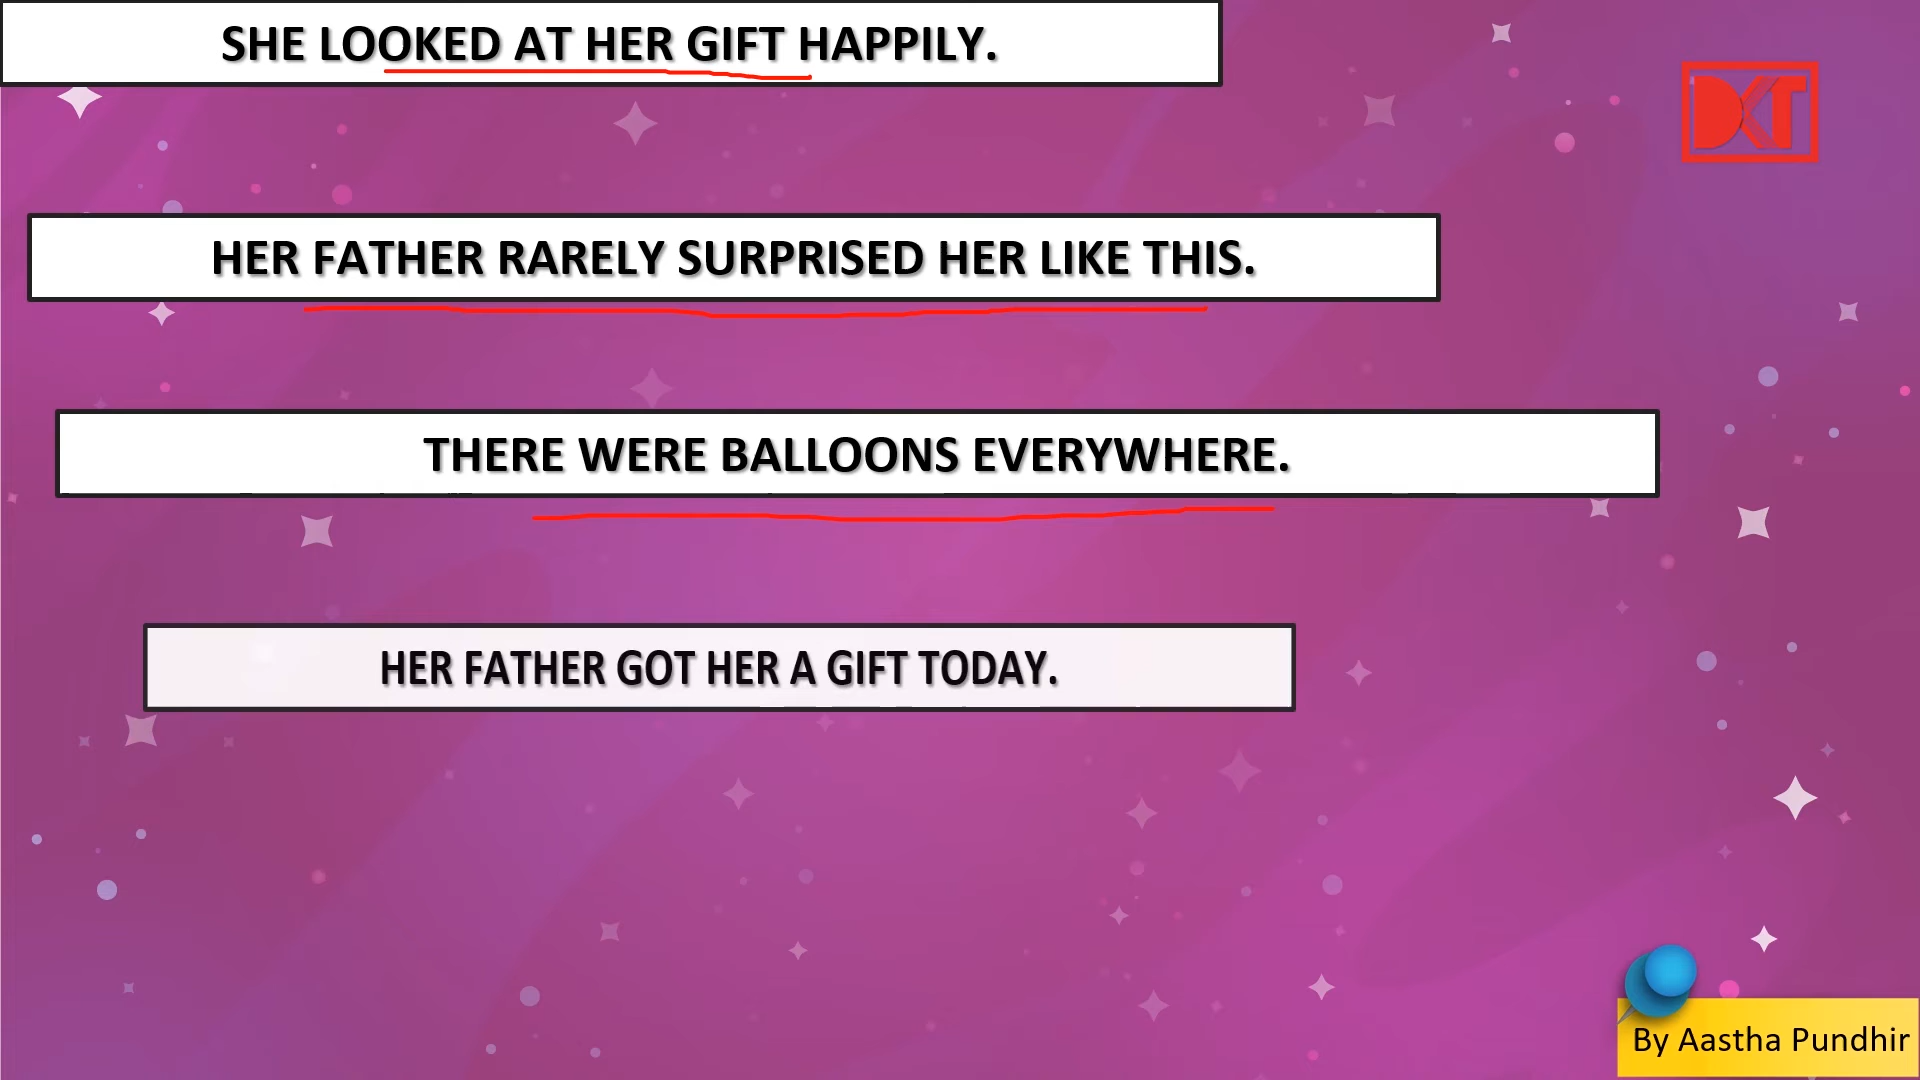 SHE LOOKED AT HER GIFT HAPPILY.
DKT
HER FATHER RARELY SURPRISED HER LIKE THIS.
THERE WERE BALLOONS EVERYWHERE.
HER FATHER GOT HER A GIFT TODAY.
By Aastha Pundhir